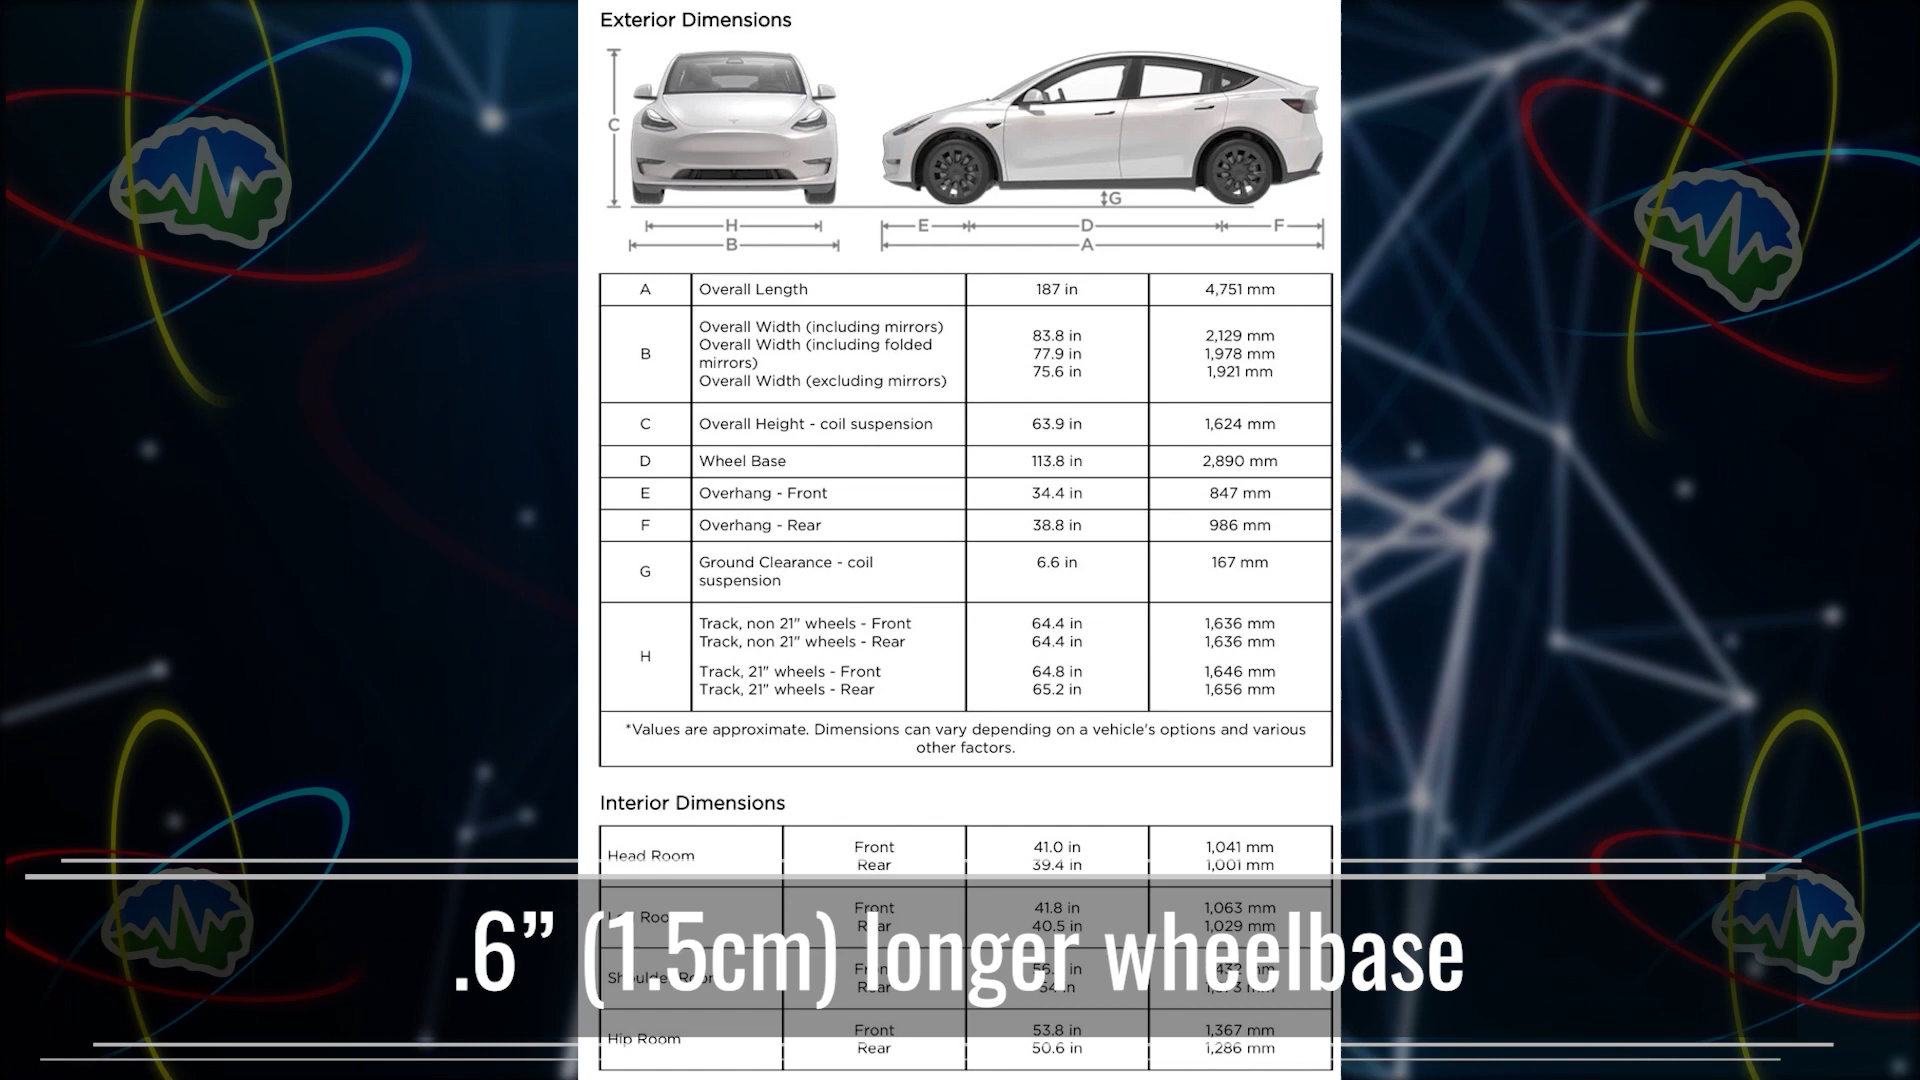 Exterior Dimensions
C
G
H
E
D
F
B
A
A Overall Length 187 in 4,751 mm
B
Overall Width (including mirrors) 83.8 in 2,129 mm
Overall Width (including folded 77.9 in 1,978 mm
mirrors)
Overall Width (excluding mirrors) 75.6 in 1,921 mm
C Overall Height - coil suspension 63.9 in 1,624 mm
D Wheel Base 113.8 in 2,890 mm
E Overhang - Front 34.4 in 847 mm
F Overhang - Rear 38.8 in 986 mm
G
Ground Clearance - coil 6.6 in 167 mm
suspension
H
Track, non 21" wheels - Front 64.4 in 1,636 mm
Track, non 21" wheels - Rear 64.4 in 1,636 mm
Track, 21" wheels - Front 64.8 in 1,646 mm
Track, 21" wheels - Rear 65.2 in 1,656 mm
*Values are approximate. Dimensions can vary depending on a vehicle's options and various
other factors.
Interior Dimensions
Head Room
Front 41.0 in 1,041 mm
Rear 39.4 in 1,001 mm
Front 41.8 in 1,063 mm
Rear 40.5 in 1,029 mm
.6” (1.5cm) longer wheelbase
Shoulder Room
Front
Rear
Hip Room
Front 53.8 in 1,367 mm
Rear 50.6 in 1,286 mm